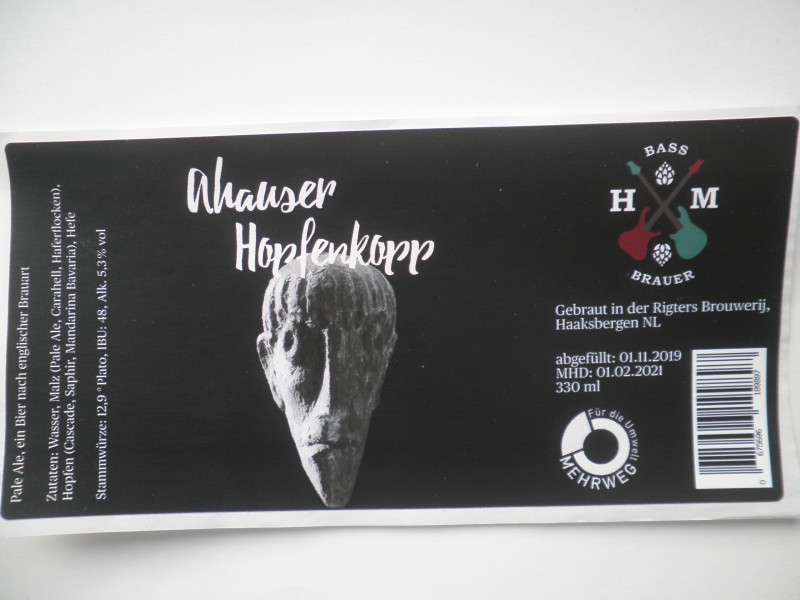 Pale Ale, ein Bier nach englischer Brauart
Zutaten: Wasser, Malz (Pale Ale, Carahell, Haferflocken),
Hopfen (Cascade, Saphir, Mandarina Bavaria), Hefe
Stammwürze: 12,9 °Plato, IBU: 48, Alk. 5,3% vol
Ahauser
Hopfenkopp
BASS
H M
BRAUER
Gebraut in der Rigters Brouwerij,
Haaksbergen NL
abgefüllt: 01.11.2019
MHD: 01.02.2021
330 ml
Für die Umwelt
MEHRWEG